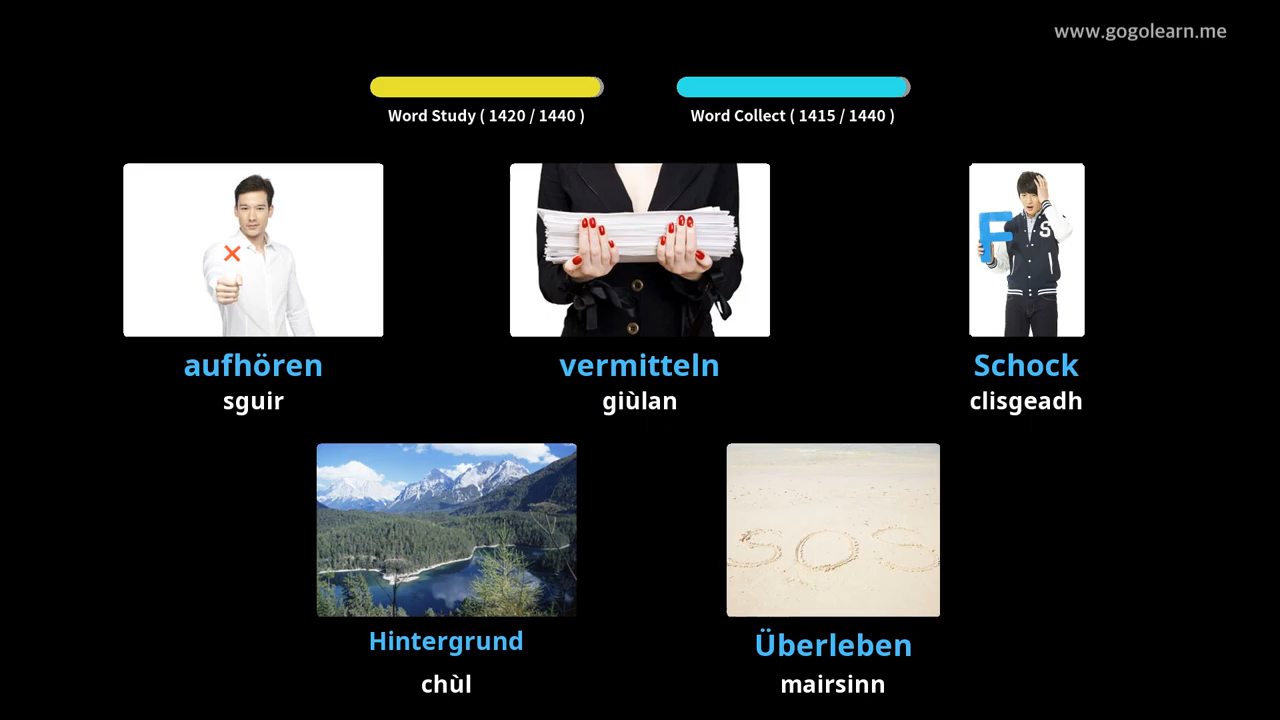 www.gogolearn.me
Word Study ( 1420 / 1440 )
Word Collect ( 1415 / 1440 )
S
F
aufhören
sguir
vermitteln
giùlan
Schock
clisgeadh
SOS
Hintergrund
chùl
Überleben
mairsinn